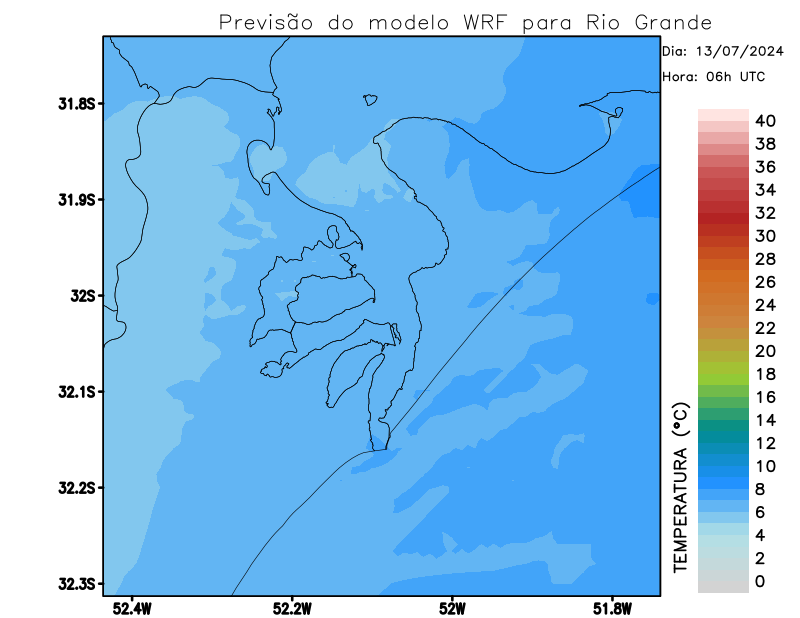 Previsão do modelo WRF para Rio Grande
Dia: 13/07/2024
Hora: 06h UTC
31.8S
31.9S
32S
32.1S
32.2S
32.3S
52.4W
52.2W
52W
51.8W
TEMPERATURA (°C)
40
38
36
34
32
30
28
26
24
22
20
18
16
14
12
10
8
6
4
2
0